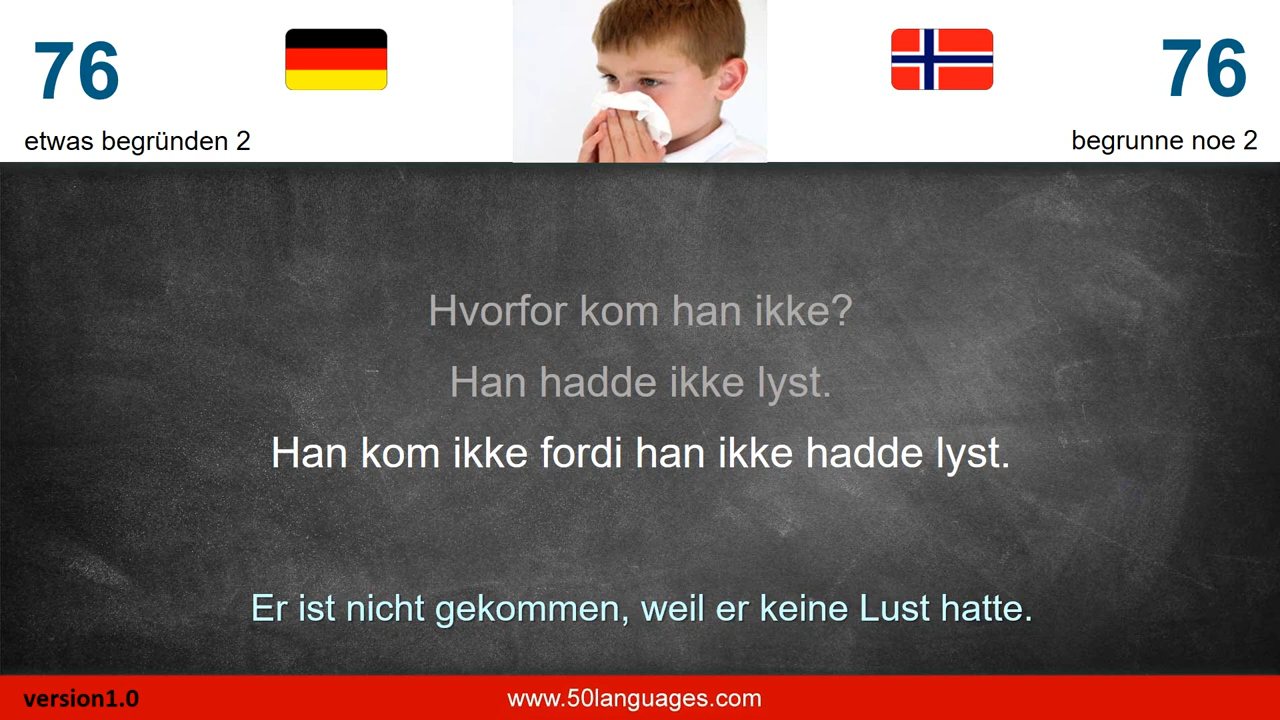 76
76
etwas begründen 2
begrunne noe 2
Hvorfor kom han ikke?
Han hadde ikke lyst.
Han kom ikke fordi han ikke hadde lyst.
Er ist nicht gekommen, weil er keine Lust hatte.
version1.0
www.50languages.com